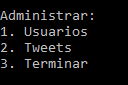 Administrar:
1. Usuarios
2. Tweets
3. Terminar